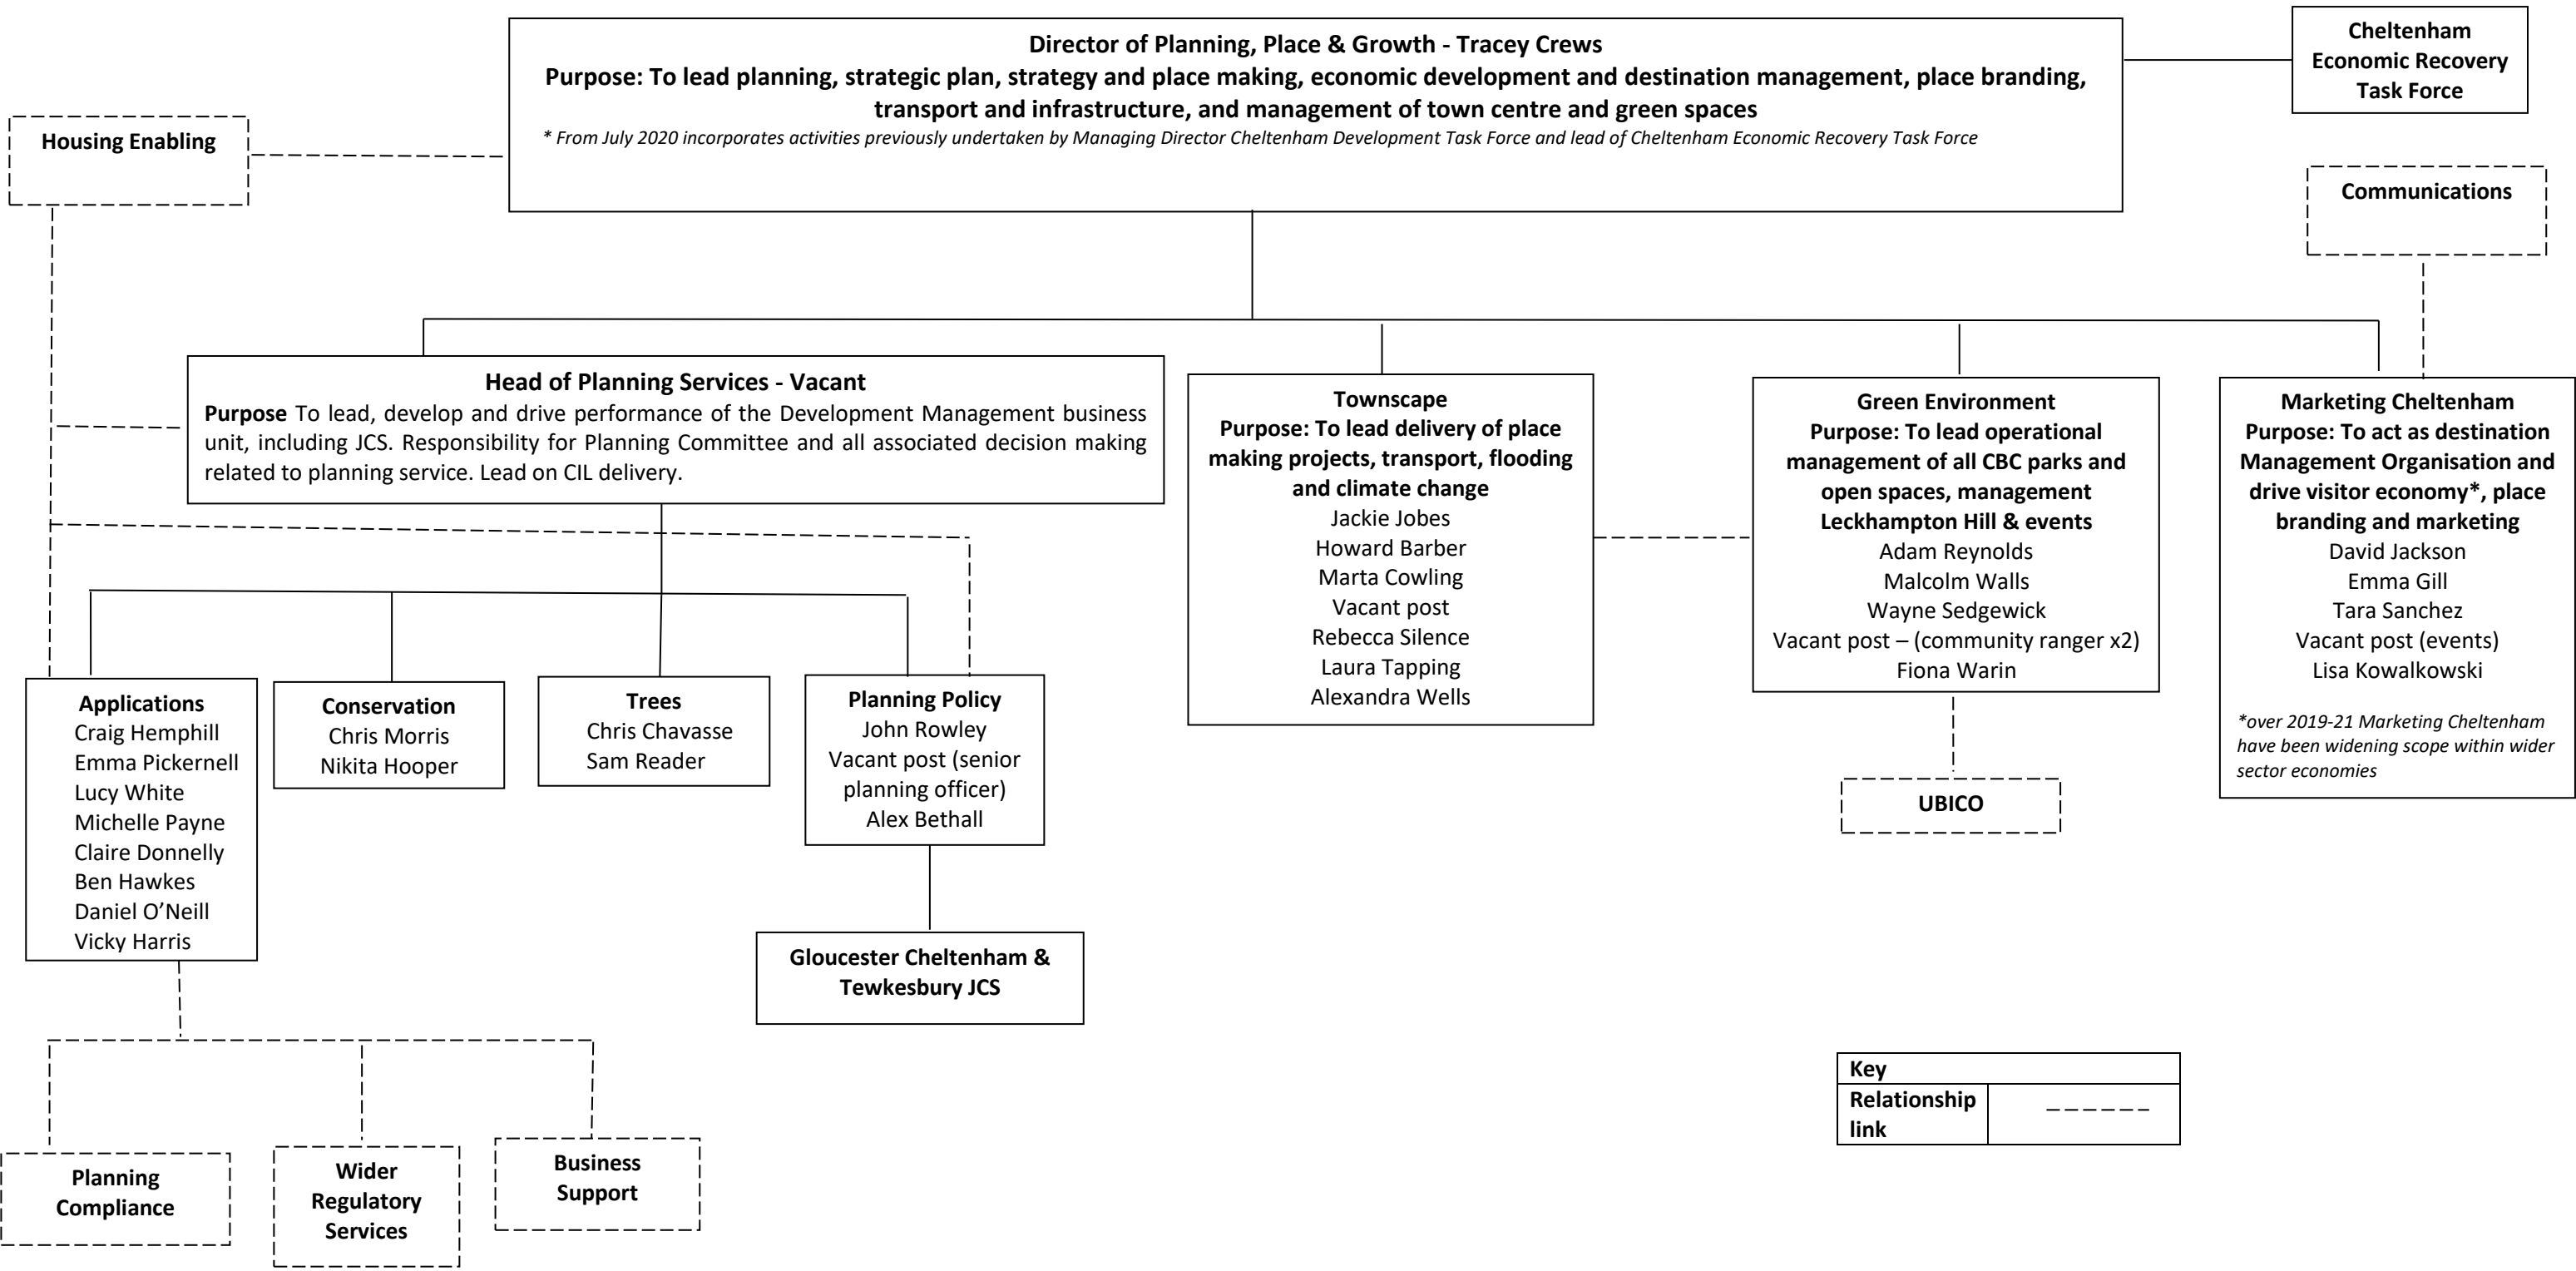 Director of Planning, Place & Growth - Tracey Crews
Purpose: To lead planning, strategic plan, strategy and place making, economic development and destination management, place branding,
transport and infrastructure, and management of town centre and green spaces
* From July 2020 incorporates activities previously undertaken by Managing Director Cheltenham Development Task Force and lead of Cheltenham Economic Recovery Task Force
Cheltenham
Economic Recovery
Task Force
Housing Enabling
Communications
Head of Planning Services - Vacant
Purpose To lead, develop and drive performance of the Development Management business
unit, including JCS. Responsibility for Planning Committee and all associated decision making
related to planning service. Lead on CIL delivery.
Townscape
Purpose: To lead delivery of place
making projects, transport, flooding
and climate change
Jackie Jobes
Howard Barber
Marta Cowling
Vacant post
Rebecca Silence
Laura Tapping
Alexandra Wells
Green Environment
Purpose: To lead operational
management of all CBC parks and
open spaces, management
Leckhampton Hill & events
Adam Reynolds
Malcolm Walls
Wayne Sedgewick
Vacant post – (community ranger x2)
Fiona Warin
Marketing Cheltenham
Purpose: To act as destination
Management Organisation and
drive visitor economy*, place
branding and marketing
David Jackson
Emma Gill
Tara Sanchez
Vacant post (events)
Lisa Kowalkowski
*over 2019-21 Marketing Cheltenham
have been widening scope within wider
sector economies
Applications
Craig Hemphill
Emma Pickernell
Lucy White
Michelle Payne
Claire Donnelly
Ben Hawkes
Daniel O’Neill
Vicky Harris
Conservation
Chris Morris
Nikita Hooper
Trees
Chris Chavasse
Sam Reader
Planning Policy
John Rowley
Vacant post (senior
planning officer)
Alex Bethall
UBICO
Gloucester Cheltenham &
Tewkesbury JCS
Planning
Compliance
Wider
Regulatory
Services
Business
Support
Key
Relationship
link